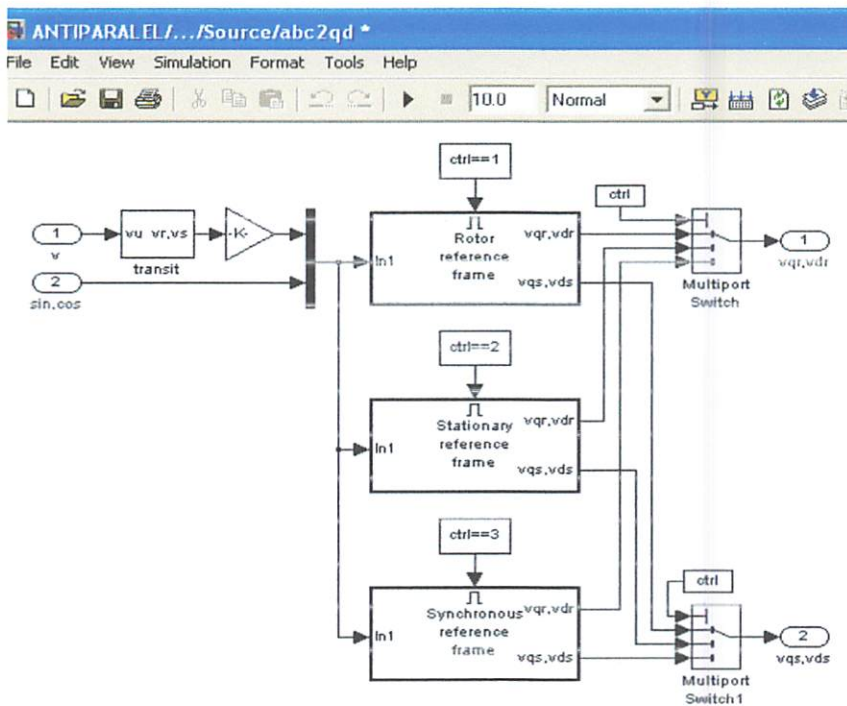 ANTIPARALEL/.../Source/abc2qd *
File Edit View Simulation Format Tools Help
10.0 Normal
ctrl==1
ctrl
1
v
vu vr,vs
-K-
transit
2
sin,cos
In1
Rotor
reference
frame
vqr,vdr
vqs,vds
Multiport
Switch
1
vqr,vdr
ctrl==2
In1
Stationary
reference
frame
vqr,vdr
vqs,vds
ctrl==3
In1
Synchronous
reference
frame
vqr,vdr
vqs,vds
ctrl
Multiport
Switch1
2
vqs,vds